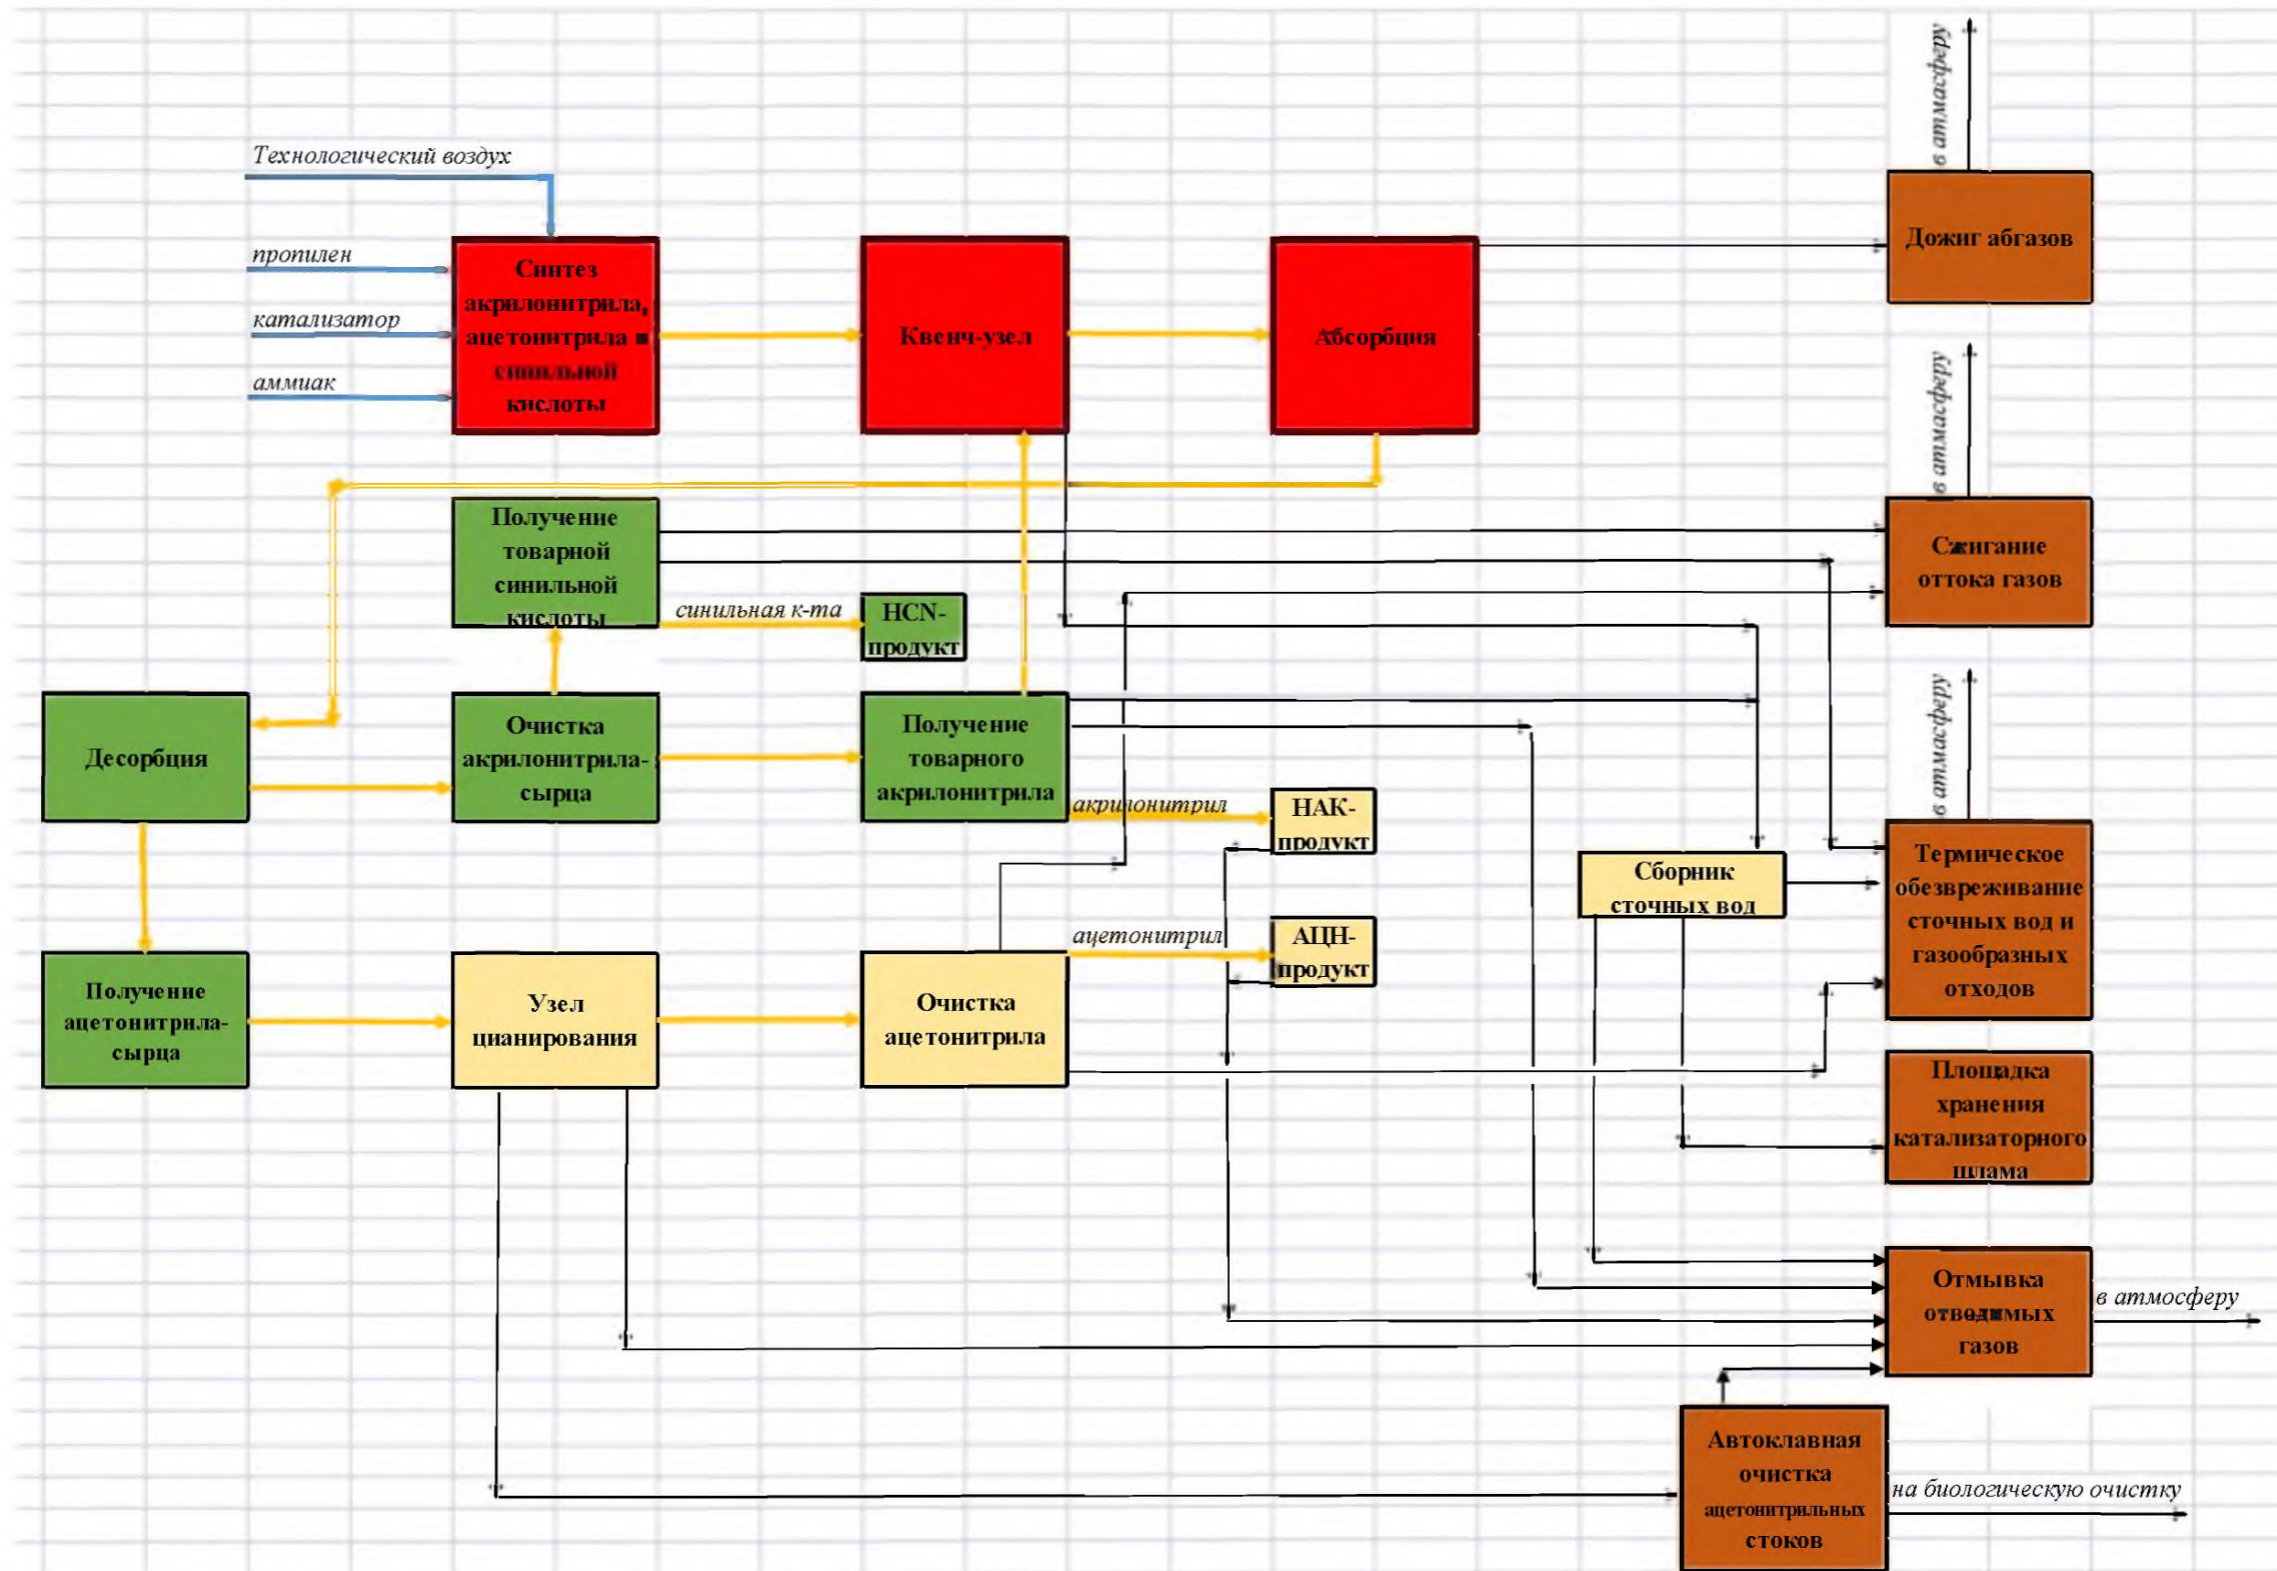 в атмасферу
Технологический воздух
пропилен
катализатор
аммиак
Синтез
акрилонитрила,
ацетонитрила и
синильной
кислоты
Квенч-узел
Абсорбция
Дожиг абгазов
в атмасферу
Получение
товарной
синильной
кислоты
синильная к-та
HCN-
продукт
Сжигание
оттока газов
в атмасферу
Десорбция
Очистка
акрилонитрила-
сырца
Получение
товарного
акрилонитрила
акрилонитрил
НАК-
продукт
Сборник
сточных вод
Термическое
обезвреживание
сточных вод и
газообразных
отходов
Получение
ацетонитрила-
сырца
Узел
цианирования
Очистка
ацетонитрила
ацетонитрил
АЦН-
продукт
Площадка
хранения
катализаторного
шлама
Отмывка
отводимых
газов
в атмосферу
Автоклавная
очистка
ацетонитрильных
стоков
на биологическую очистку